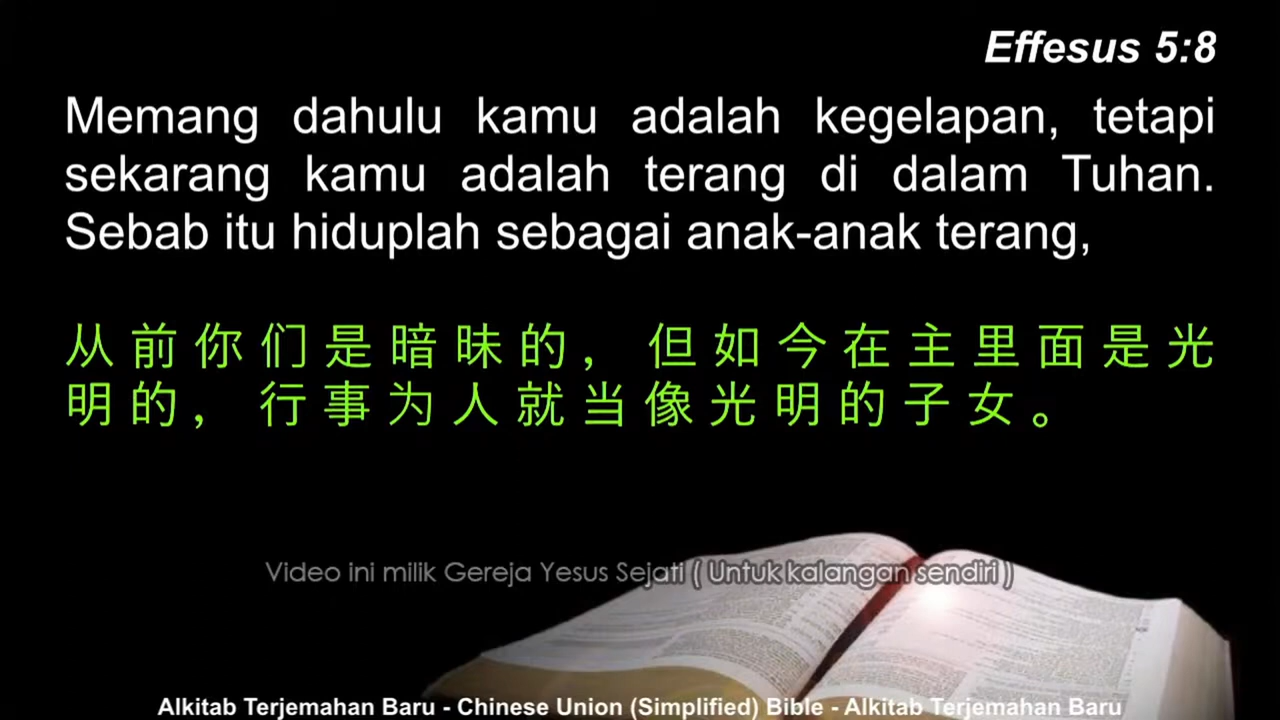 Effesus 5:8
Memang dahulu kamu adalah kegelapan, tetapi
sekarang kamu adalah terang di dalam Tuhan.
Sebab itu hiduplah sebagai anak-anak terang,
从前你们是暗昧的，但如今在主里面是光
明的，行事为人就当像光明的子女。
Video ini milik Gereja Yesus Sejati ( Untuk kalangan sendiri )
Alkitab Terjemahan Baru - Chinese Union (Simplified) Bible - Alkitab Terjemahan Baru